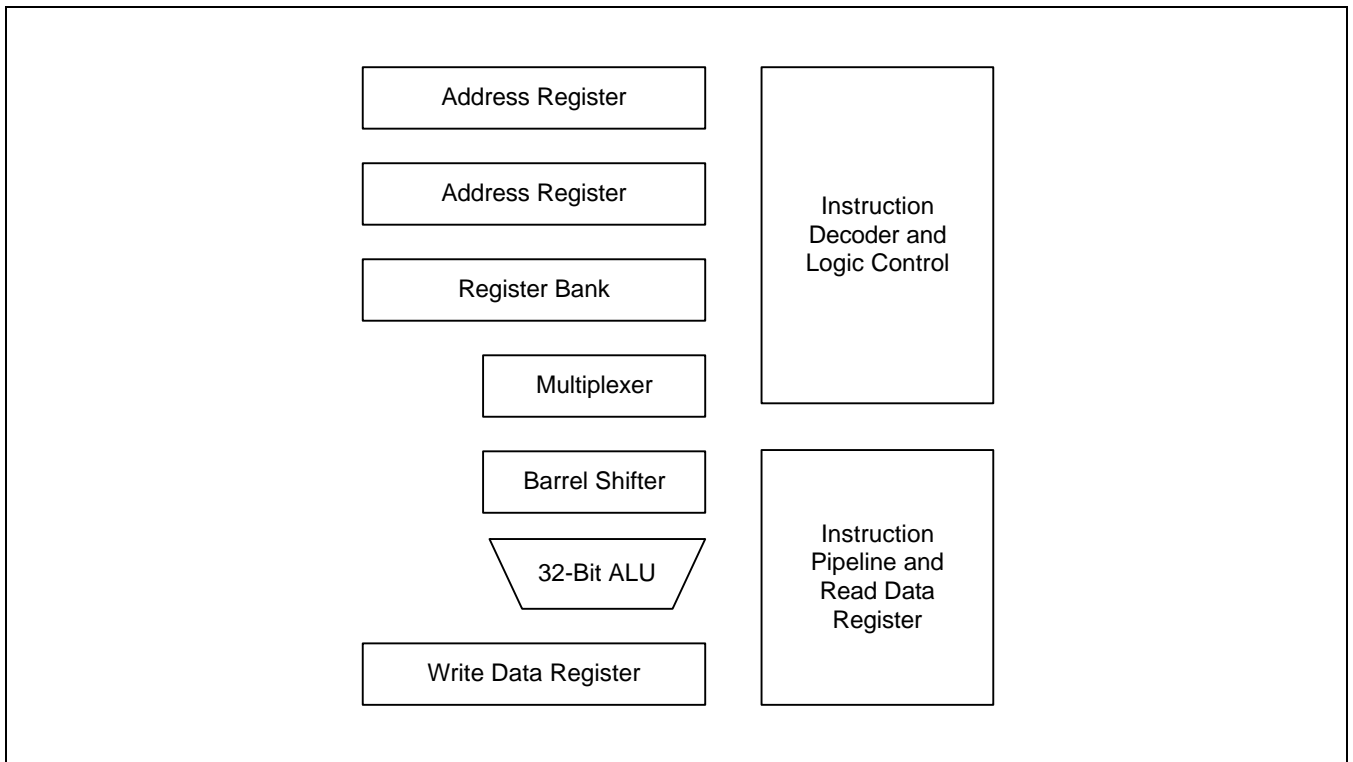 Address Register
Address Register
Register Bank
Multiplexer
Barrel Shifter
32-Bit ALU
Write Data Register
Instruction
Decoder and
Logic Control
Instruction
Pipeline and
Read Data
Register